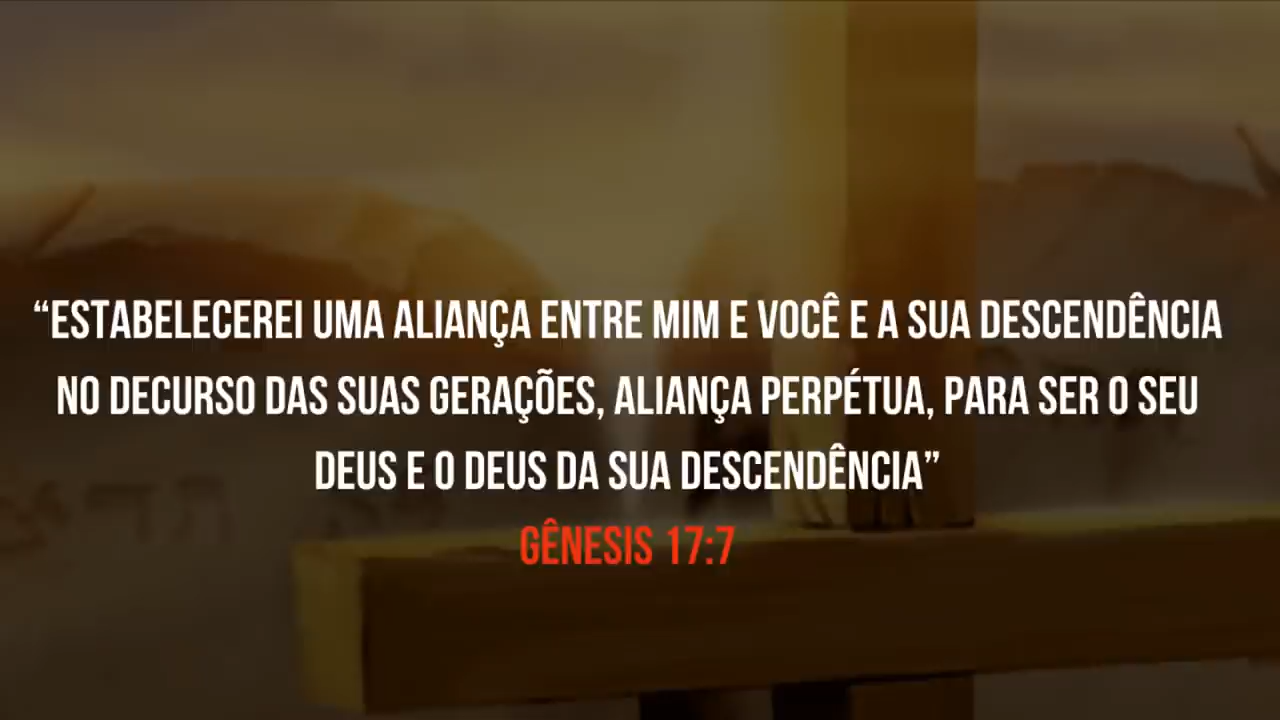 “ESTABELECEREI UMA ALIANÇA ENTRE MIM E VOCÊ E A SUA DESCENDÊNCIA
NO DECURSO DAS SUAS GERAÇÕES, ALIANÇA PERPÉTUA, PARA SER O SEU
DEUS E O DEUS DA SUA DESCENDÊNCIA”
GÊNESIS 17:7